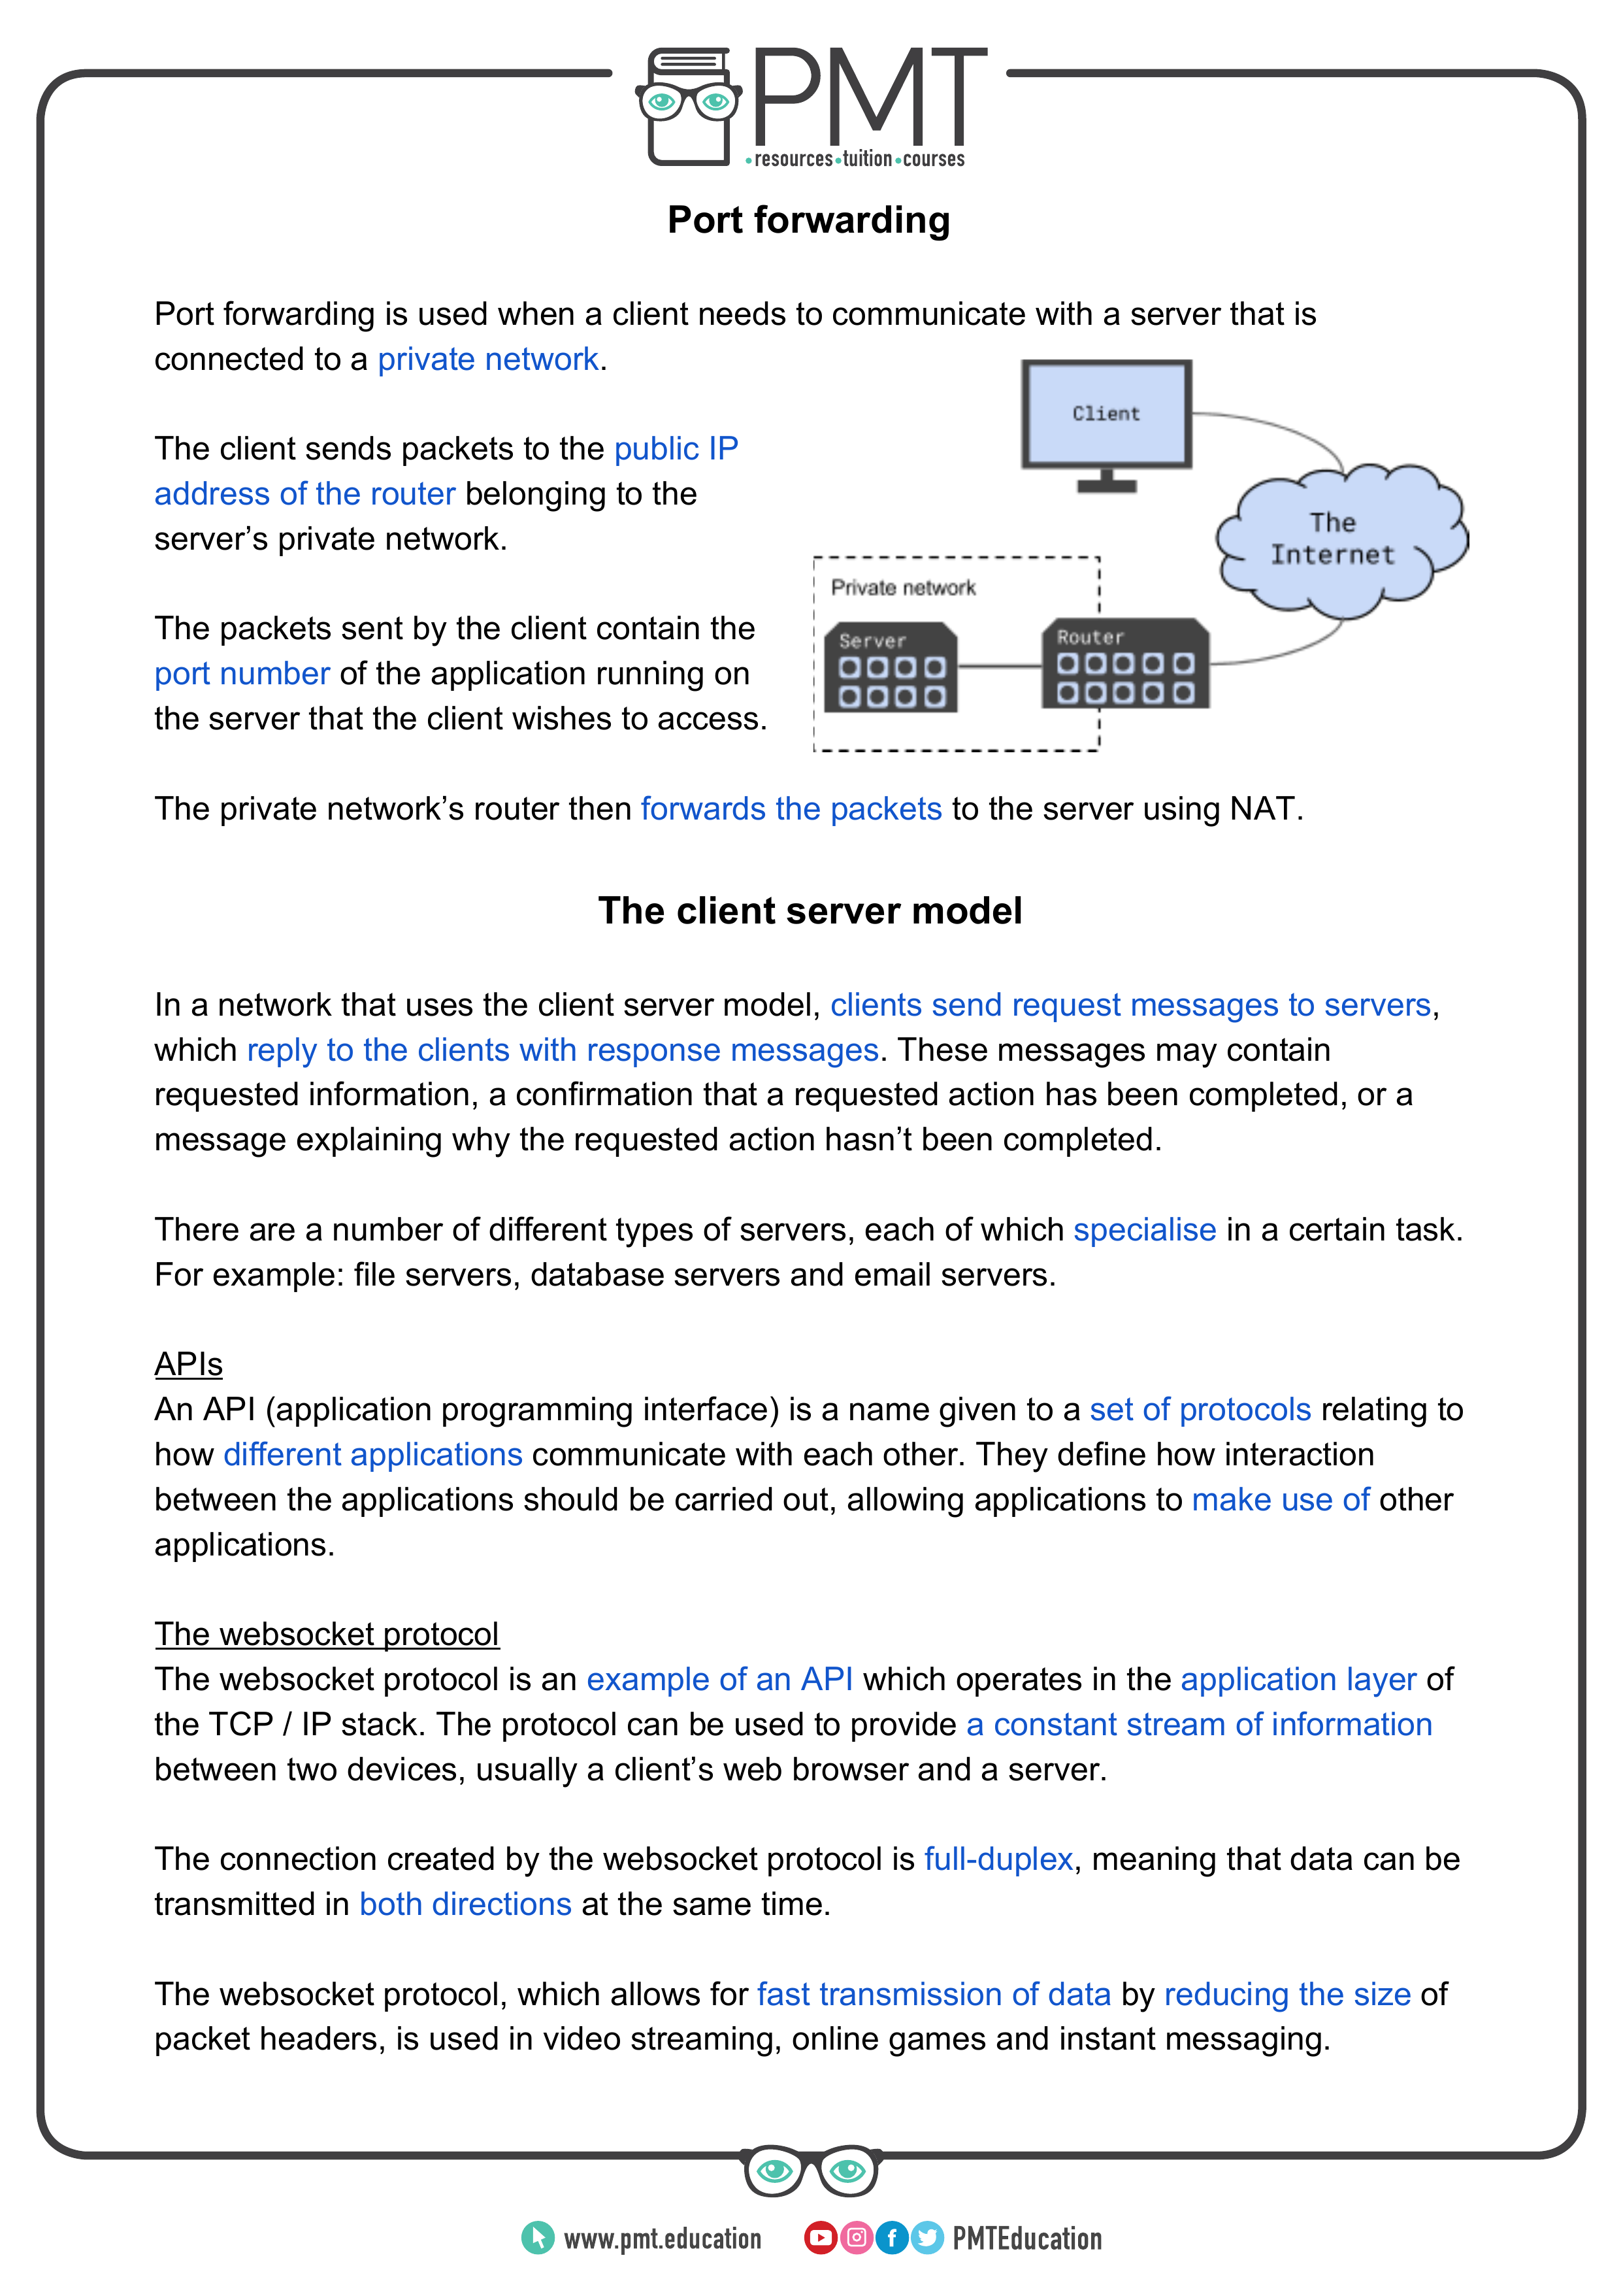 PMT
•resources•tuition•courses
Port forwarding
Port forwarding is used when a client needs to communicate with a server that is
connected to a private network.
Client
The client sends packets to the public IP
address of the router belonging to the
server’s private network.
The
Internet
Private network
Server
Router
The packets sent by the client contain the
port number of the application running on
the server that the client wishes to access.
The private network’s router then forwards the packets to the server using NAT.
The client server model
In a network that uses the client server model, clients send request messages to servers,
which reply to the clients with response messages. These messages may contain
requested information, a confirmation that a requested action has been completed, or a
message explaining why the requested action hasn’t been completed.
There are a number of different types of servers, each of which specialise in a certain task.
For example: file servers, database servers and email servers.
APIs
An API (application programming interface) is a name given to a set of protocols relating to
how different applications communicate with each other. They define how interaction
between the applications should be carried out, allowing applications to make use of other
applications.
The websocket protocol
The websocket protocol is an example of an API which operates in the application layer of
the TCP / IP stack. The protocol can be used to provide a constant stream of information
between two devices, usually a client’s web browser and a server.
The connection created by the websocket protocol is full-duplex, meaning that data can be
transmitted in both directions at the same time.
The websocket protocol, which allows for fast transmission of data by reducing the size of
packet headers, is used in video streaming, online games and instant messaging.
www.pmt.education
PMTEducation